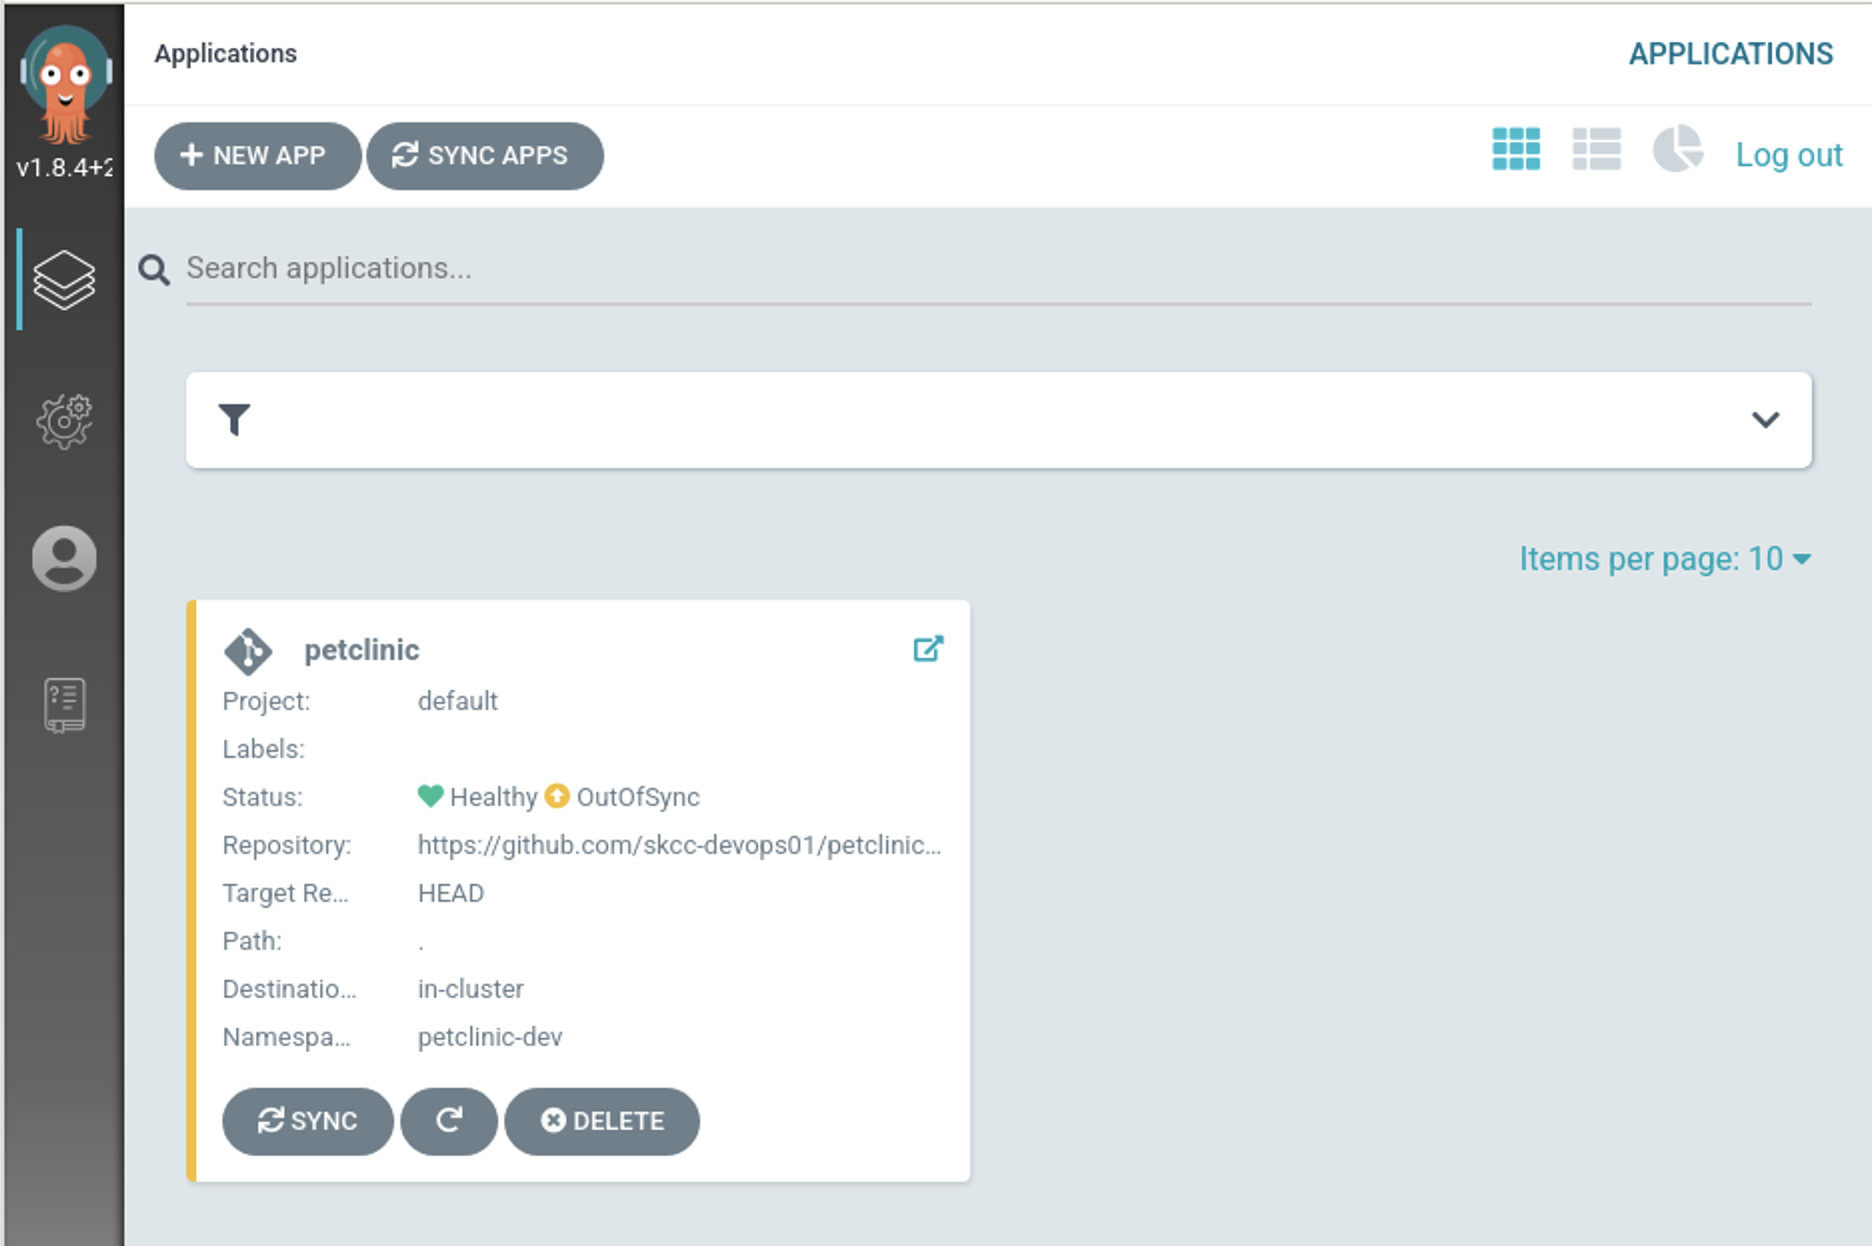 Applications
APPLICATIONS
v1.8.4+2
NEW APP
SYNC APPS
Log out
Search applications...
Items per page: 10
petclinic
Project: default
Labels:
Status: Healthy OutOfSync
Repository: https://github.com/skcc-devops01/petclinic...
Target Re... HEAD
Path: .
Destinatio... in-cluster
Namespa... petclinic-dev
SYNC
DELETE